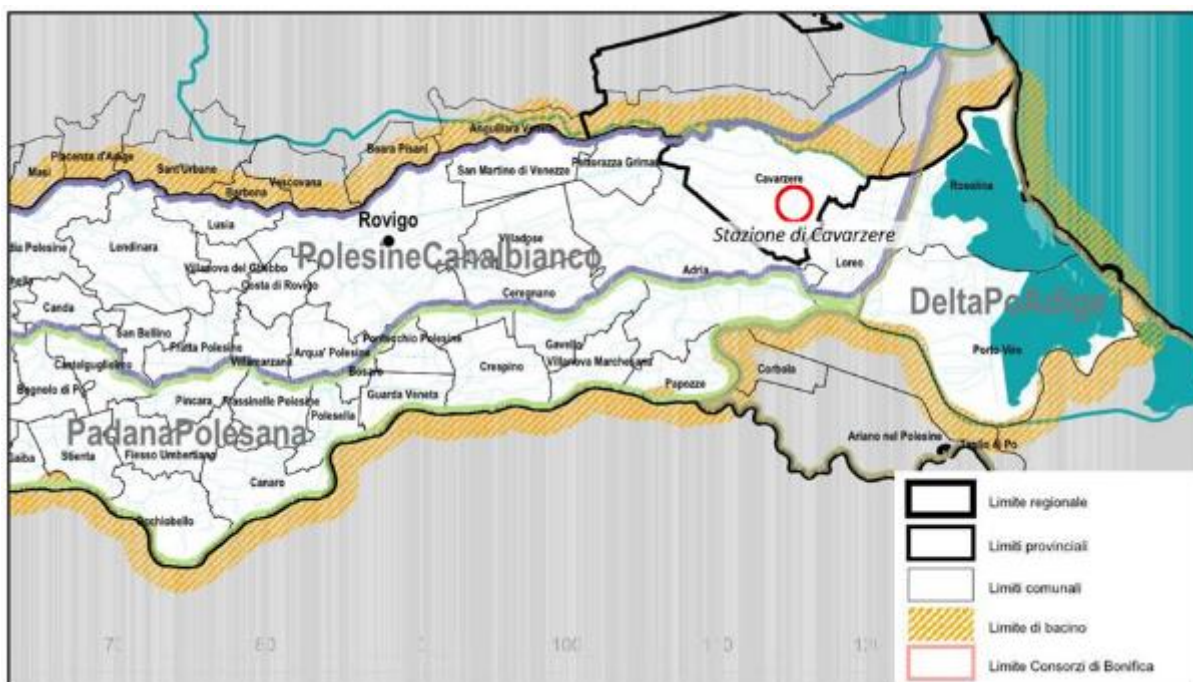 Anguillara Veneta
Boara Pisani
Piacenza d'Adige
Masi
Sant'Urbano
Barbona
Vescovana
San Martino di Venezze
Pettorazza Grimani
Cavarzere
Rosolina
Lusia
Rovigo
Stazione di Cavarzere
Lendinara
Villadose
PolesineCanalbianco
Villanova del Ghebbo
Adria
Loreo
Costa di Rovigo
Canda
Ceregnano
DeltaPoAdige
San Bellino
Fratta Polesine
Arqua' Polesine
Pontecchio Polesine
Gavello
Porto Viro
Castelguglielmo
Villamarzana
Bosaro
Crespino
Villanova Marchesana
Corbola
Bagnolo di Po
Pincara
Frassinelle Polesine
Guarda Veneta
Papozze
Polesella
PadanaPolesana
Gaiba
Stienta
Fiesso Umbertiano
Ariano nel Polesine
Taglio di Po
Canaro
Occhiobello
Limite regionale
Limiti provinciali
Limiti comunali
Limite di bacino
Limite Consorzi di Bonifica
70
100